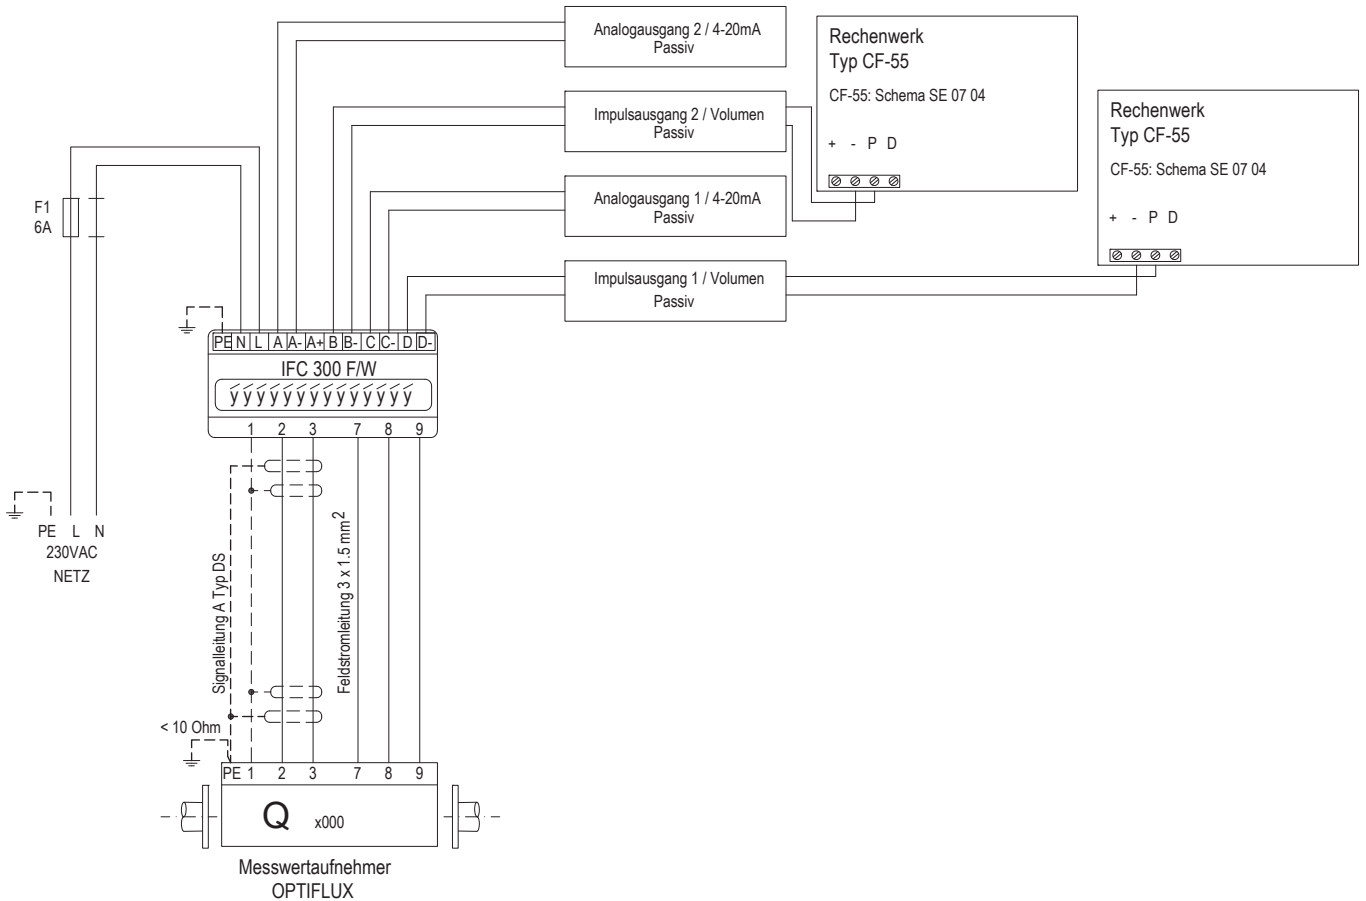 Analogausgang 2 / 4-20mA
Passiv
Impulsausgang 2 / Volumen
Passiv
Analogausgang 1 / 4-20mA
Passiv
Impulsausgang 1 / Volumen
Passiv
Rechenwerk
Typ CF-55
CF-55: Schema SE 07 04
+ - P D
Rechenwerk
Typ CF-55
CF-55: Schema SE 07 04
+ - P D
F1
6A
PE L N
230VAC
NETZ
PE N L A A- A+ B B- C C- D D-
IFC 300 F/W
ý ý ý ý ý ý ý ý ý ý ý ý ý ý
1 2 3 7 8 9
Signalleitung A Typ DS
Feldstromleitung 3 x 1.5 mm²
< 10 Ohm
PE 1 2 3 7 8 9
Q x000
Messwertaufnehmer
OPTIFLUX